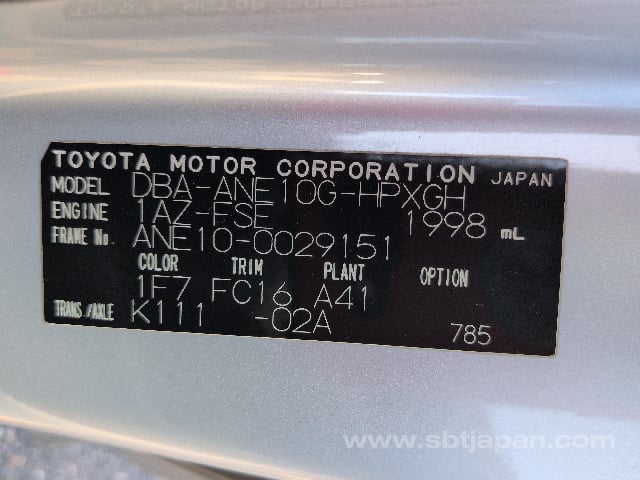 TOYOTA MOTOR CORPORATION JAPAN
MODEL DBA-ANE10G-HPXGH
ENGINE 1AZ-FSE 1998 mL
FRAME No. ANE10-0029151
COLOR TRIM PLANT OPTION
1F7 FC16 A41
TRANS/AXLE K111 -02A 785
www.sbtjapan.com